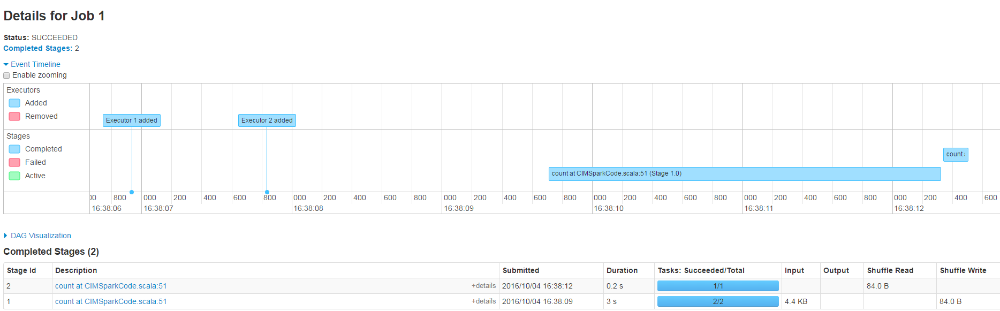 Details for Job 1
Status: SUCCEEDED
Completed Stages: 2
Event Timeline
Enable zooming
Executors
Added
Removed
Executor 1 added
Executor 2 added
Stages
Completed
Failed
Active
count a
count at CIMSparkCode.scala:51 (Stage 1.0)
00 800 000 200 400 600 800 000 200 400 600 800 000 200 400 600 800 000 200 400 600 800 000 200 400 600 800 000 200 400 600
16:38:06 16:38:07 16:38:08 16:38:09 16:38:10 16:38:11 16:38:12
DAG Visualization
Completed Stages (2)
Stage Id Description Submitted Duration Tasks: Succeeded/Total Input Output Shuffle Read Shuffle Write
2 count at CIMSparkCode.scala:51 +details 2016/10/04 16:38:12 0.2 s 1/1 84.0 B
1 count at CIMSparkCode.scala:51 +details 2016/10/04 16:38:09 3 s 2/2 4.4 KB 84.0 B